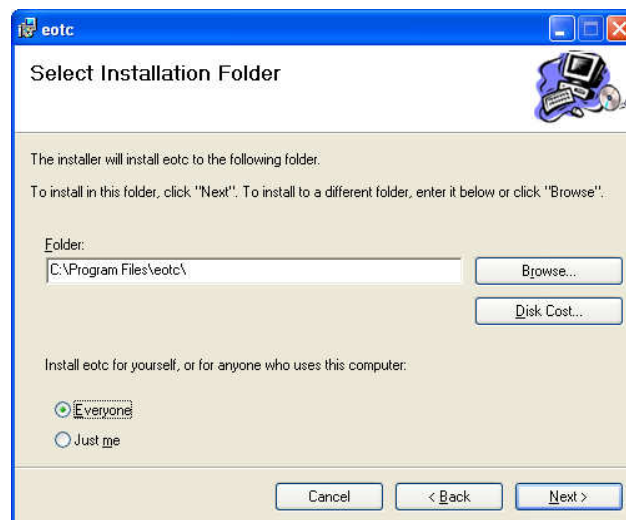 eotc
Select Installation Folder
The installer will install eotc to the following folder.
To install in this folder, click "Next". To install to a different folder, enter it below or click "Browse".
Folder:
C:\Program Files\eotc\
Browse...
Disk Cost...
Install eotc for yourself, or for anyone who uses this computer:
Everyone
Just me
Cancel
< Back
Next >